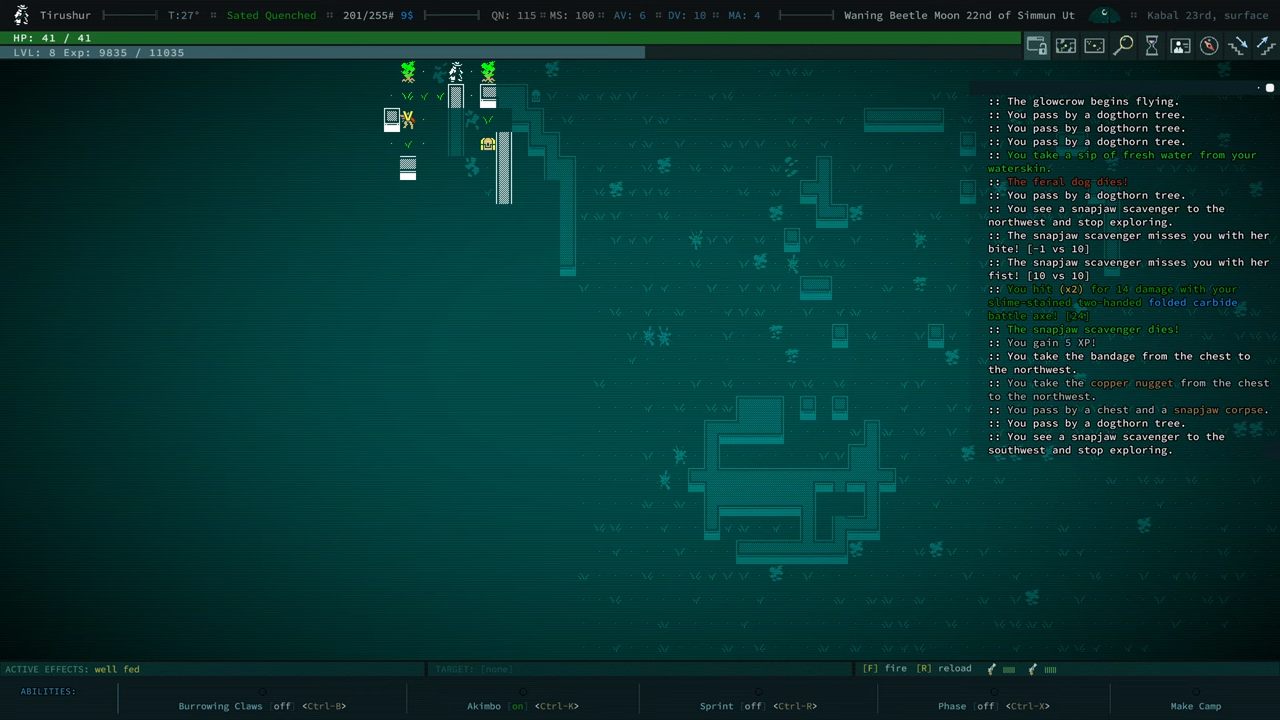 Tirushur T:27° Sated Quenched 201/255# 9$ QN: 115 MS: 100 AV: 6 DV: 10 MA: 4 Waning Beetle Moon 22nd of Simmun Ut Kabal 23rd, surface
HP: 41 / 41
LVL: 8 Exp: 9835 / 11035
:: The glowcrow begins flying.
:: You pass by a dogthorn tree.
:: You pass by a dogthorn tree.
:: You pass by a dogthorn tree.
:: You take a sip of fresh water from your
waterskin.
:: The feral dog dies!
:: You pass by a dogthorn tree.
:: You see a snapjaw scavenger to the
northwest and stop exploring.
:: The snapjaw scavenger misses you with her
bite! [-1 vs 10]
:: The snapjaw scavenger misses you with her
fist! [10 vs 10]
:: You hit (x2) for 14 damage with your
slime-stained two-handed folded carbide
battle axe! [24]
:: The snapjaw scavenger dies!
:: You gain 5 XP!
:: You take the bandage from the chest to
the northwest.
:: You take the copper nugget from the chest
to the northwest.
:: You pass by a chest and a snapjaw corpse.
:: You pass by a dogthorn tree.
:: You see a snapjaw scavenger to the
southwest and stop exploring.
ACTIVE EFFECTS: well fed TARGET: [none] [F] fire [R] reload
ABILITIES: Burrowing Claws [off] <Ctrl-B> Akimbo [on] <Ctrl-K> Sprint [off] <Ctrl-R> Phase [off] <Ctrl-X> Make Camp